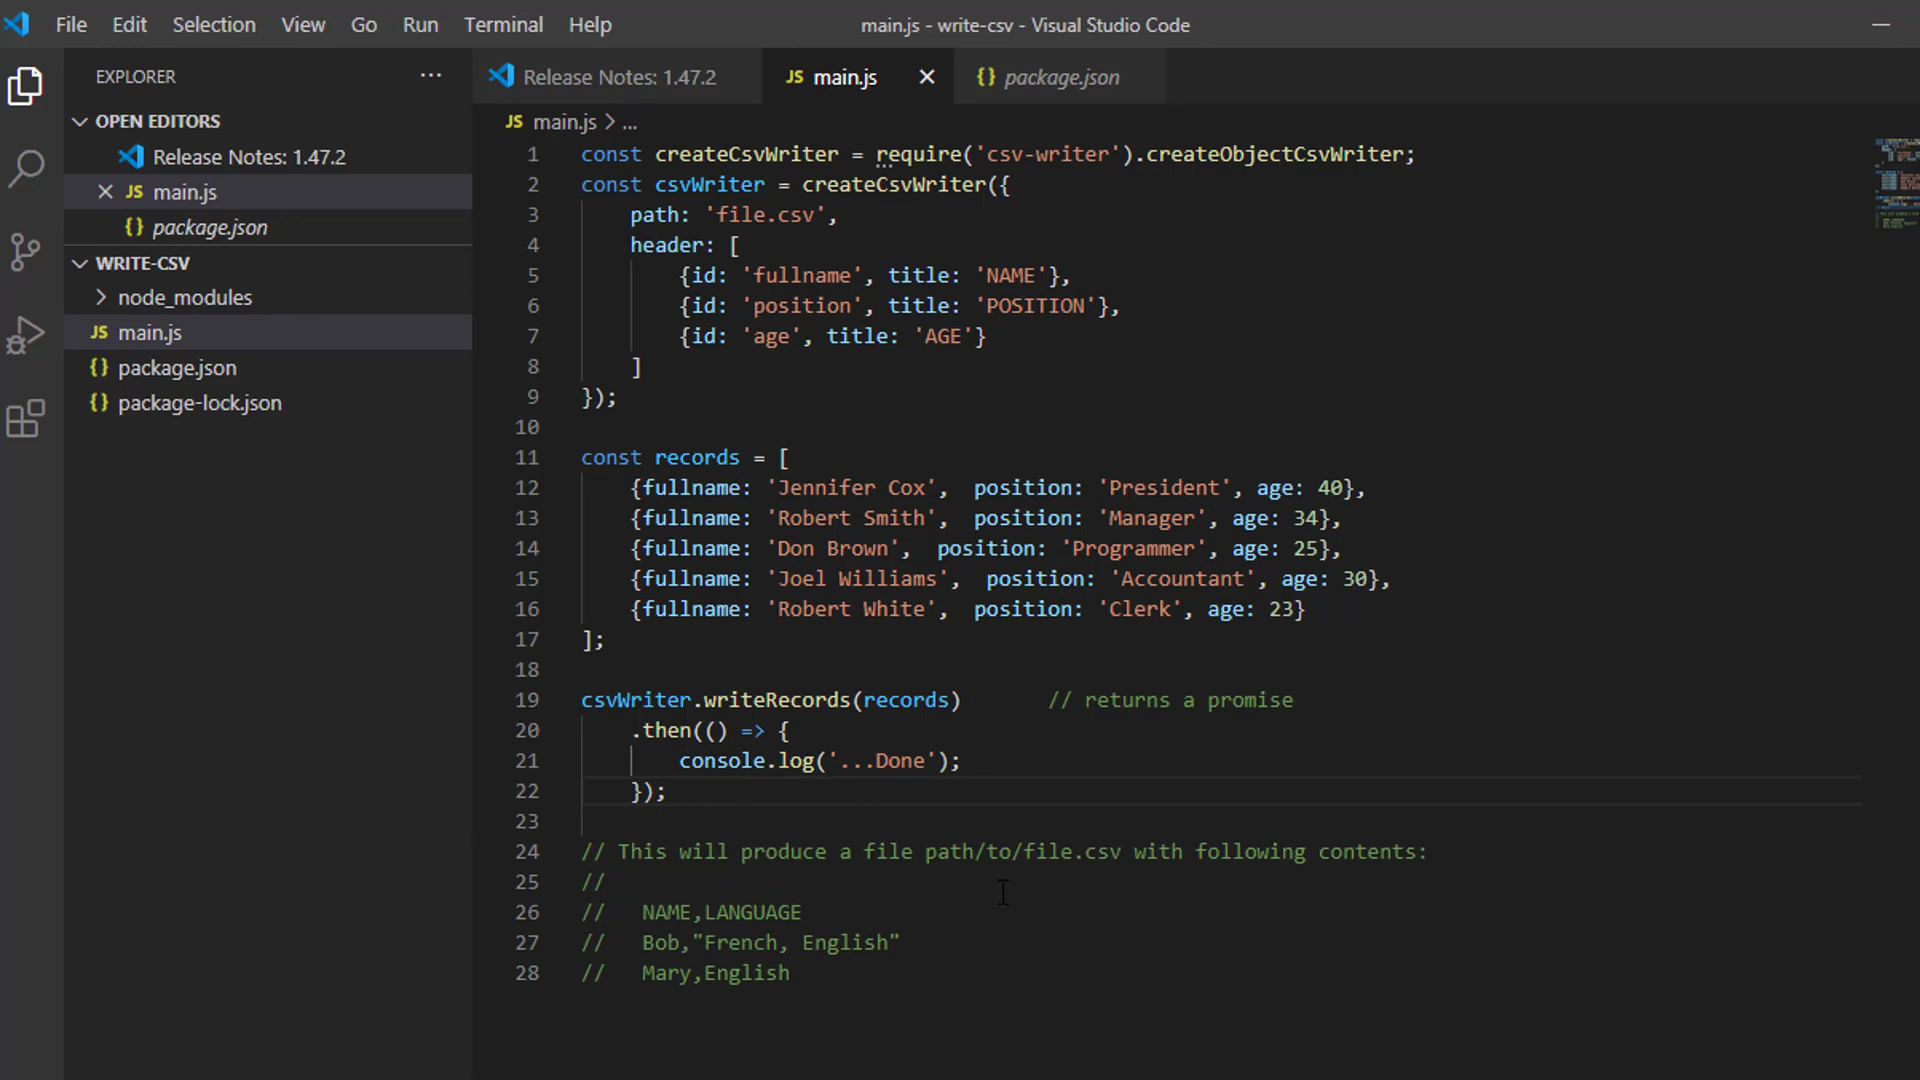 File Edit Selection View Go Run Terminal Help
main.js - write-csv - Visual Studio Code
EXPLORER ···
Release Notes: 1.47.2
JS main.js
{} package.json
OPEN EDITORS
Release Notes: 1.47.2
JS main.js
{} package.json
WRITE-CSV
node_modules
JS main.js
{} package.json
{} package-lock.json
JS main.js > ...
1 const createCsvWriter = require('csv-writer').createObjectCsvWriter;
2 const csvWriter = createCsvWriter({
3     path: 'file.csv',
4     header: [
5         {id: 'fullname', title: 'NAME'},
6         {id: 'position', title: 'POSITION'},
7         {id: 'age', title: 'AGE'}
8     ]
9 });
10
11 const records = [
12     {fullname: 'Jennifer Cox',  position: 'President', age: 40},
13     {fullname: 'Robert Smith',  position: 'Manager', age: 34},
14     {fullname: 'Don Brown',  position: 'Programmer', age: 25},
15     {fullname: 'Joel Williams',  position: 'Accountant', age: 30},
16     {fullname: 'Robert White',  position: 'Clerk', age: 23}
17 ];
18
19 csvWriter.writeRecords(records)       // returns a promise
20     .then(() => {
21         console.log('...Done');
22     });
23
24 // This will produce a file path/to/file.csv with following contents:
25 //
26 //   NAME,LANGUAGE
27 //   Bob,"French, English"
28 //   Mary,English